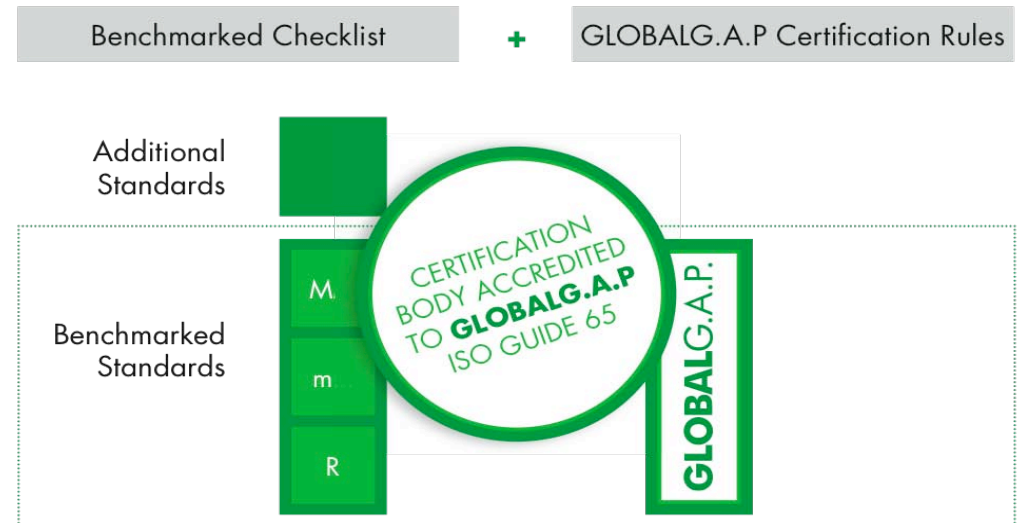 Benchmarked Checklist
+
GLOBALG.A.P Certification Rules
Additional
Standards
CERTIFICATION
BODY ACCREDITED
TO GLOBALG.A.P
ISO GUIDE 65
Benchmarked
Standards
M
m
R
GLOBALG.A.P.